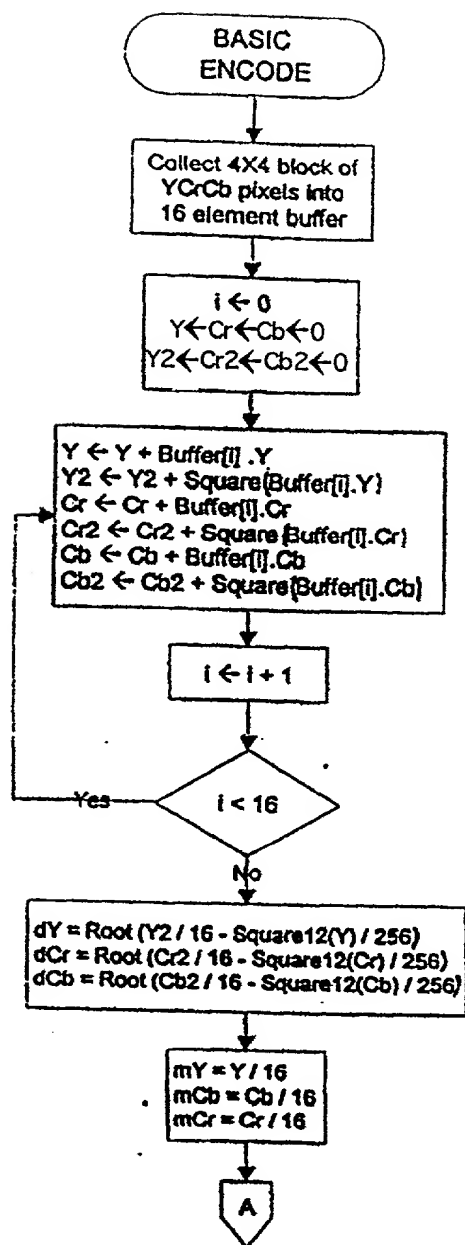 BASIC
ENCODE
Collect 4X4 block of
YCrCb pixels into
16 element buffer
i ← 0
Y←Cr←Cb←0
Y2←Cr2←Cb2←0
Y ← Y + Buffer[i] .Y
Y2 ← Y2 + Square(Buffer[i].Y)
Cr ← Cr + Buffer[i].Cr
Cr2 ← Cr2 + Square(Buffer[i].Cr)
Cb ← Cb + Buffer[i].Cb
Cb2 ← Cb2 + Square(Buffer[i].Cb)
i ← i + 1
i < 16
Yes
No
dY = Root (Y2 / 16 - Square12(Y) / 256)
dCr = Root (Cr2 / 16 - Square12(Cr) / 256)
dCb = Root (Cb2 / 16 - Square12(Cb) / 256)
mY = Y / 16
mCb = Cb / 16
mCr = Cr / 16
A